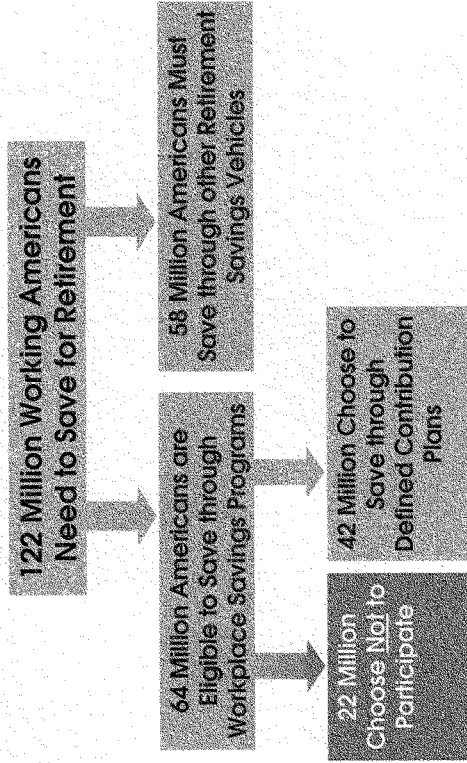 122 Million Working Americans
Need to Save for Retirement
64 Million Americans are
Eligible to Save through
Workplace Savings Programs
58 Million Americans Must
Save through other Retirement
Savings Vehicles
22 Million
Choose Not to
Participate
42 Million Choose to
Save through
Defined Contribution
Plans